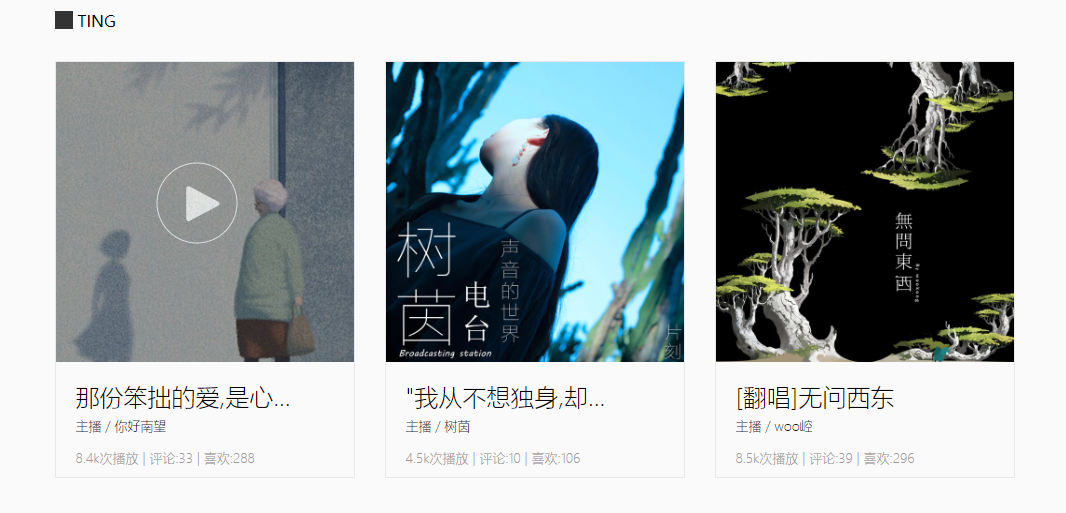 TING
树茵
电台
声音的世界
Broadcasting station
片刻
無問東西
那份笨拙的爱,是心...
主播 / 你好南望
8.4k次播放 | 评论:33 | 喜欢:288
"我从不想独身,却...
主播 / 树茵
4.5k次播放 | 评论:10 | 喜欢:106
[翻唱]无问西东
主播 / woo崆
8.5k次播放 | 评论:39 | 喜欢:296